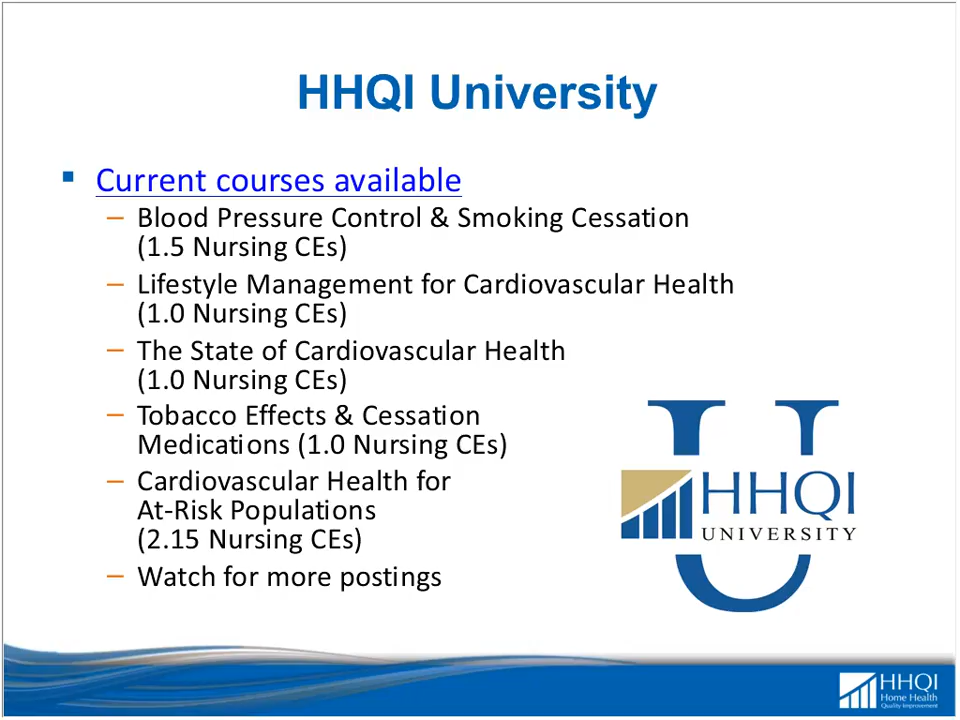 HHQI University
Current courses available
– Blood Pressure Control & Smoking Cessation
(1.5 Nursing CEs)
– Lifestyle Management for Cardiovascular Health
(1.0 Nursing CEs)
– The State of Cardiovascular Health
(1.0 Nursing CEs)
– Tobacco Effects & Cessation
Medications (1.0 Nursing CEs)
– Cardiovascular Health for
At-Risk Populations
(2.15 Nursing CEs)
– Watch for more postings
U
HHQI
UNIVERSITY
HHQI
Home Health
Quality Improvement